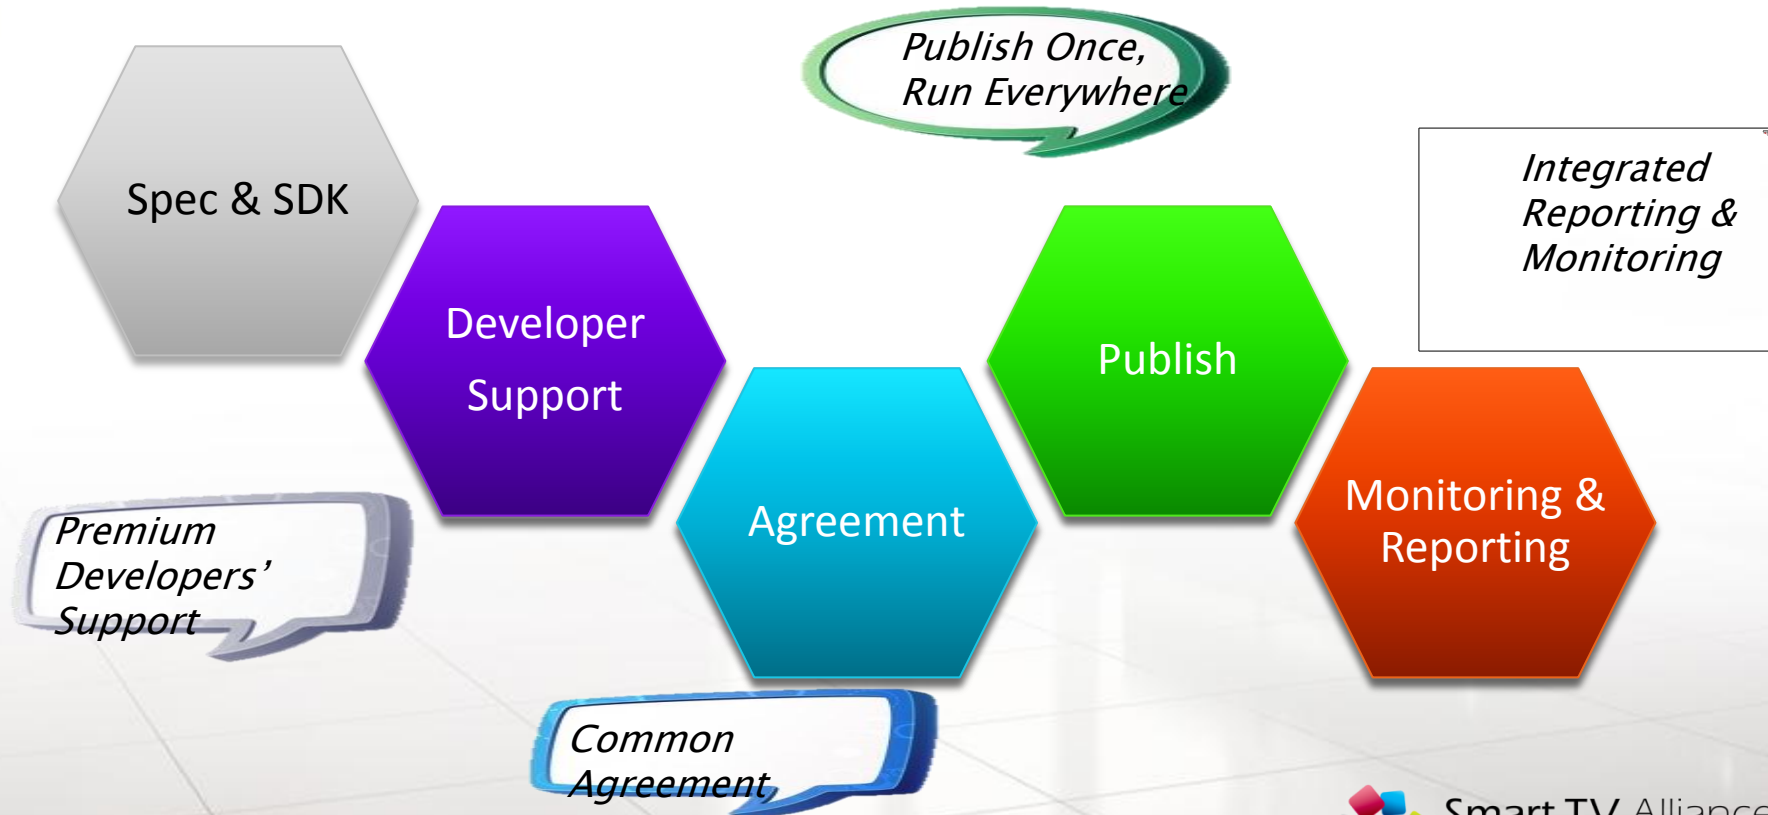 Publish Once,
Run Everywhere
Spec & SDK
Integrated
Reporting &
Monitoring
Developer
Support
Publish
Agreement
Monitoring &
Reporting
Premium
Developers’
Support
Common
Agreement
Smart TV Alliance